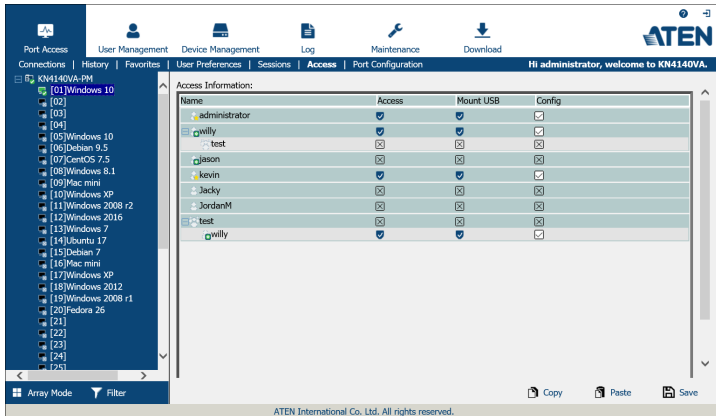 ATEN
Port Access User Management Device Management Log Maintenance Download
Connections | History | Favorites | User Preferences | Sessions | Access | Port Configuration Hi administrator, welcome to KN4140VA.
KN4140VA-PM
[01]Windows 10
[02]
[03]
[04]
[05]Windows 10
[06]Debian 9.5
[07]CentOS 7.5
[08]Windows 8.1
[09]Mac mini
[10]Windows XP
[11]Windows 2008 r2
[12]Windows 2016
[13]Windows 7
[14]Ubuntu 17
[15]Debian 7
[16]Mac mini
[17]Windows XP
[18]Windows 2012
[19]Windows 2008 r1
[20]Fedora 26
[21]
[22]
[23]
[24]
[25]
Array Mode Filter
Access Information:
Name Access Mount USB Config
administrator
willy
test
jason
kevin
Jacky
JordanM
test
willy
Copy Paste Save
ATEN International Co. Ltd. All rights reserved.